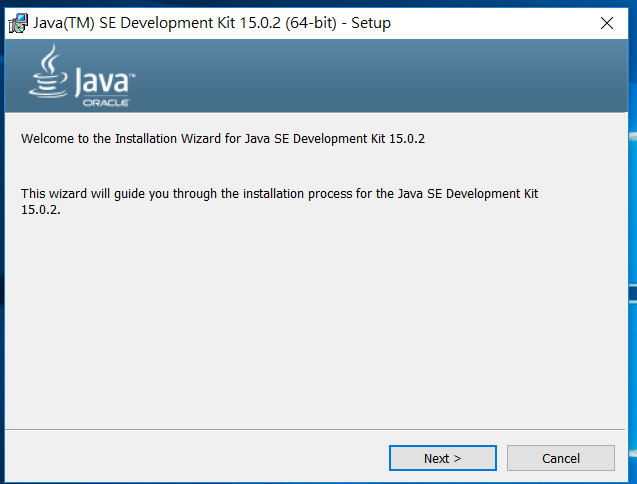 Java(TM) SE Development Kit 15.0.2 (64-bit) - Setup
Java™
ORACLE
Welcome to the Installation Wizard for Java SE Development Kit 15.0.2
This wizard will guide you through the installation process for the Java SE Development Kit
15.0.2.
Next >
Cancel